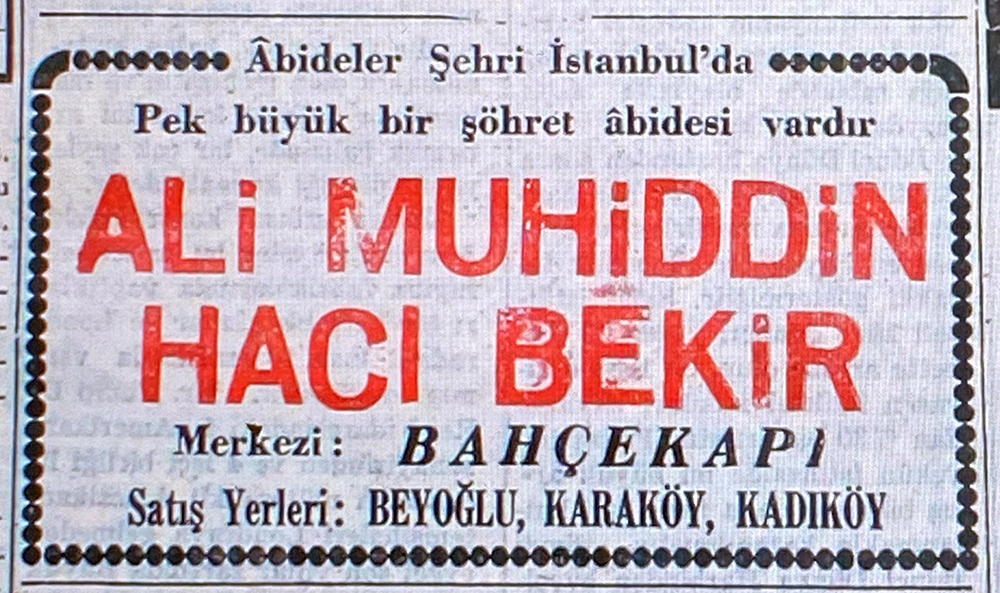 Âbideler Şehri İstanbul'da
Pek büyük bir şöhret âbidesi vardır
ALİ MUHİDDİN
HACI BEKİR
Merkezi: BAHÇEKAPI
Satış Yerleri: BEYOĞLU, KARAKÖY, KADIKÖY